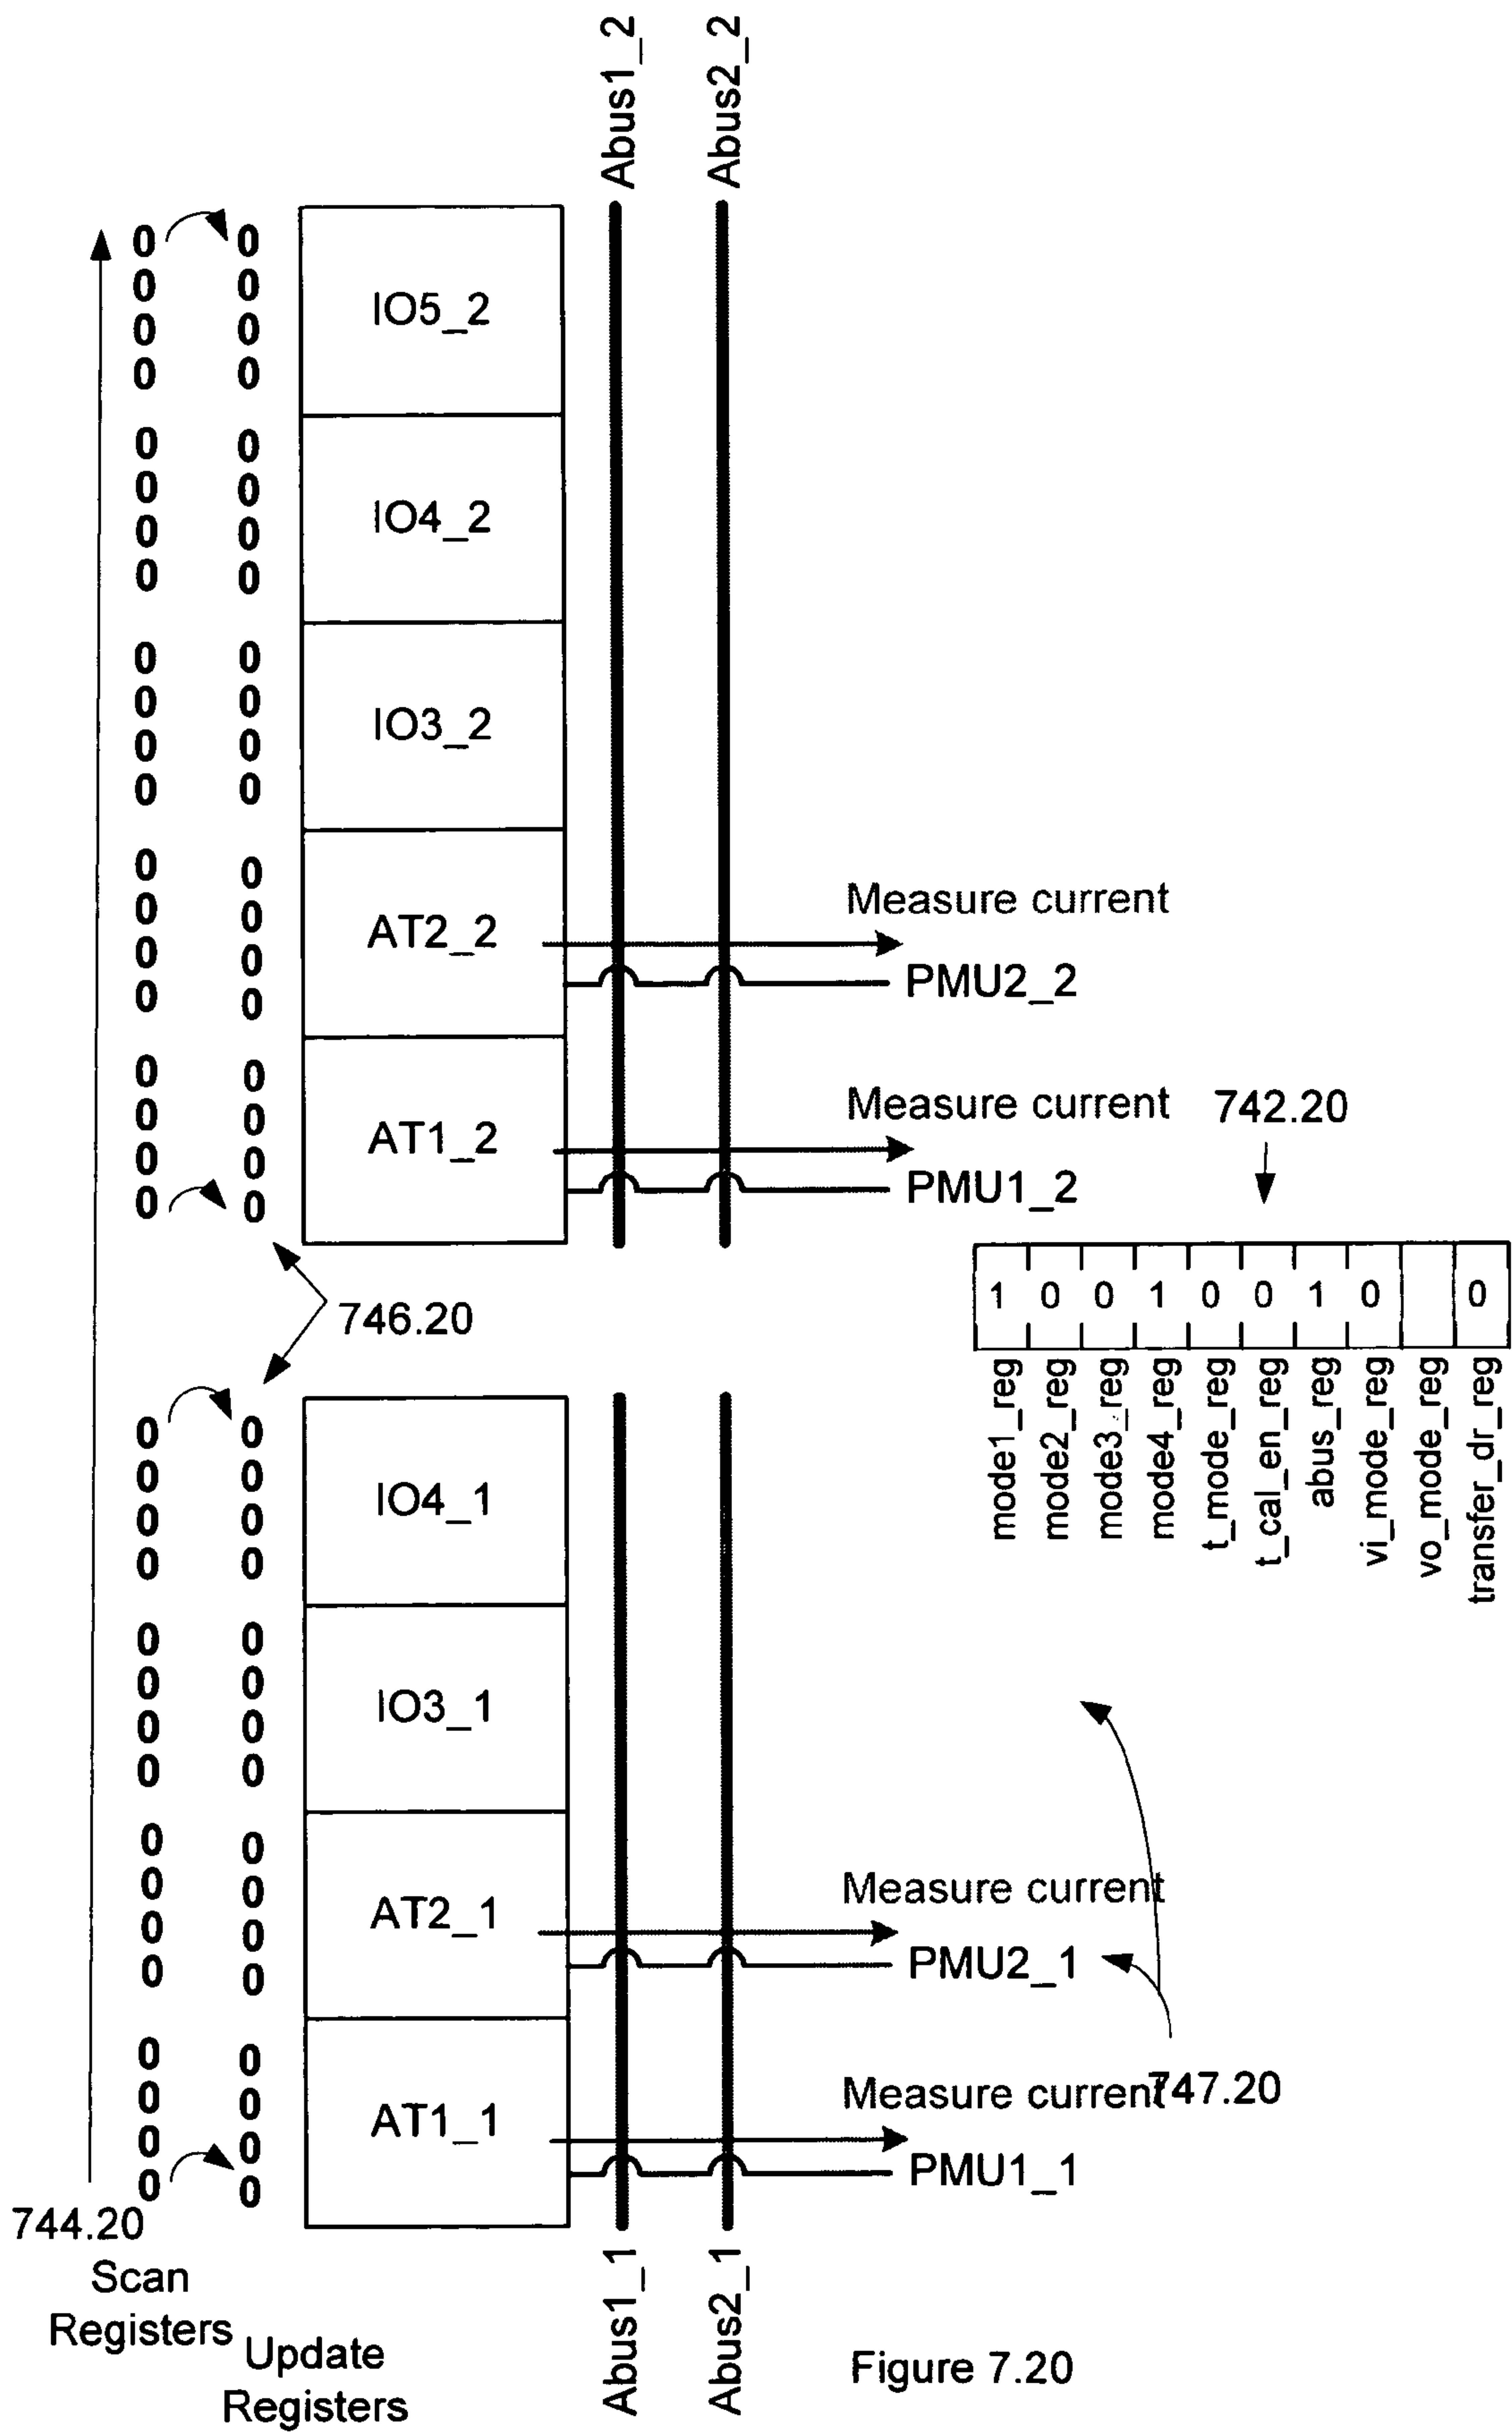 Abus1_2
Abus2_2
0 0
0 0
0 0
0 0
IO5_2
0 0
0 0
0 0
0 0
IO4_2
0 0
0 0
0 0
0 0
IO3_2
0 0
0 0
0 0
0 0
AT2_2
Measure current
PMU2_2
0 0
0 0
0 0
0 0
AT1_2
Measure current
PMU1_2
742.20
1 0 0 1 0 0 1 0 0
mode1_reg
mode2_reg
mode3_reg
mode4_reg
t_mode_reg
t_cal_en_reg
abus_reg
vi_mode_reg
vo_mode_reg
transfer_dr_reg
746.20
0 0
0 0
0 0
0 0
IO4_1
0 0
0 0
0 0
0 0
IO3_1
0 0
0 0
0 0
0 0
AT2_1
Measure current
PMU2_1
0 0
0 0
0 0
0 0
AT1_1
Measure current
747.20
PMU1_1
744.20
Scan
Registers
Update
Registers
Abus1_1
Abus2_1
Figure 7.20